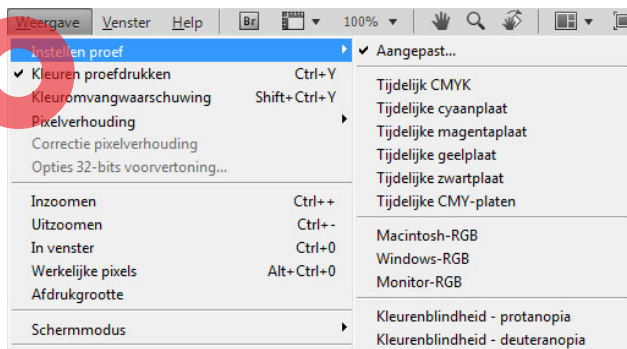 Weergave Venster Help Br 100%
Instellen proef
Kleuren proefdrukken Ctrl+Y
Kleuromvangwaarschuwing Shift+Ctrl+Y
Pixelverhouding
Correctie pixelverhouding
Opties 32-bits voorvertoning...
Inzoomen Ctrl++
Uitzoomen Ctrl+-
In venster Ctrl+0
Werkelijke pixels Alt+Ctrl+0
Afdrukgrootte
Schermmodus
Aangepast...
Tijdelijk CMYK
Tijdelijke cyaanplaat
Tijdelijke magentaplaat
Tijdelijke geelplaat
Tijdelijke zwartplaat
Tijdelijke CMY-platen
Macintosh-RGB
Windows-RGB
Monitor-RGB
Kleurenblindheid - protanopia
Kleurenblindheid - deuteranopia